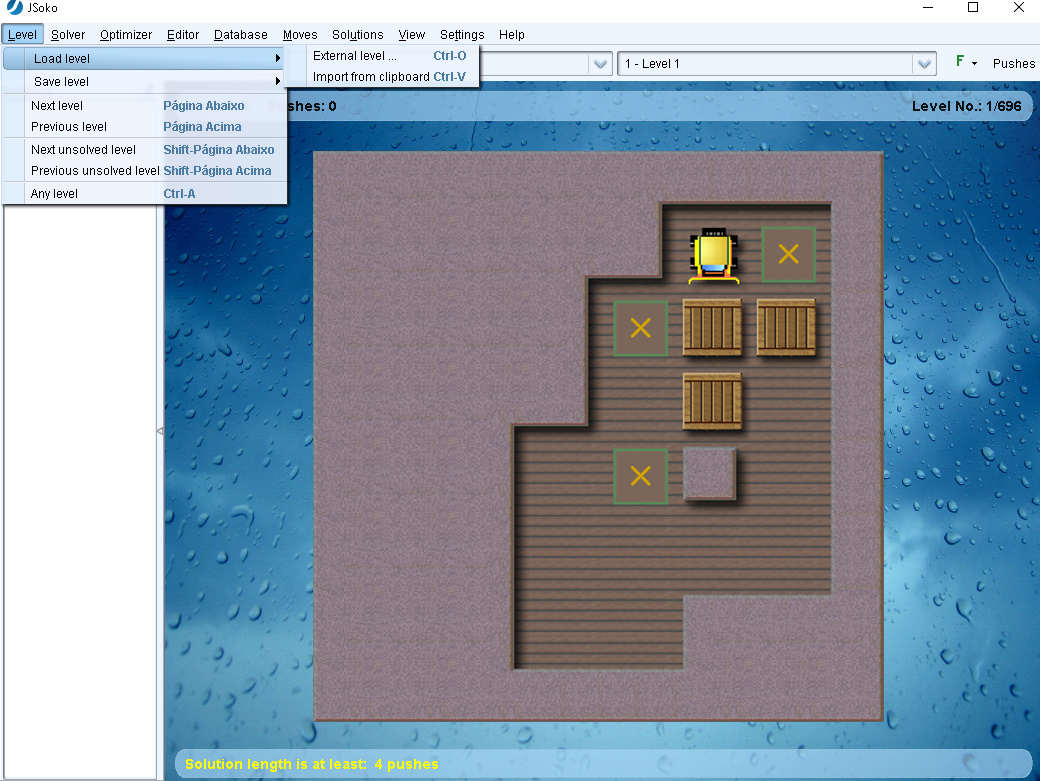 JSoko
Level Solver Optimizer Editor Database Moves Solutions View Settings Help
Load level
External level ... Ctrl-O
1 - Level 1
F
Pushes
Save level
Import from clipboard Ctrl-V
Next level Página Abaixo
shes: 0
Level No.: 1/696
Previous level Página Acima
Next unsolved level Shift-Página Abaixo
Previous unsolved level Shift-Página Acima
Any level Ctrl-A
Solution length is at least: 4 pushes